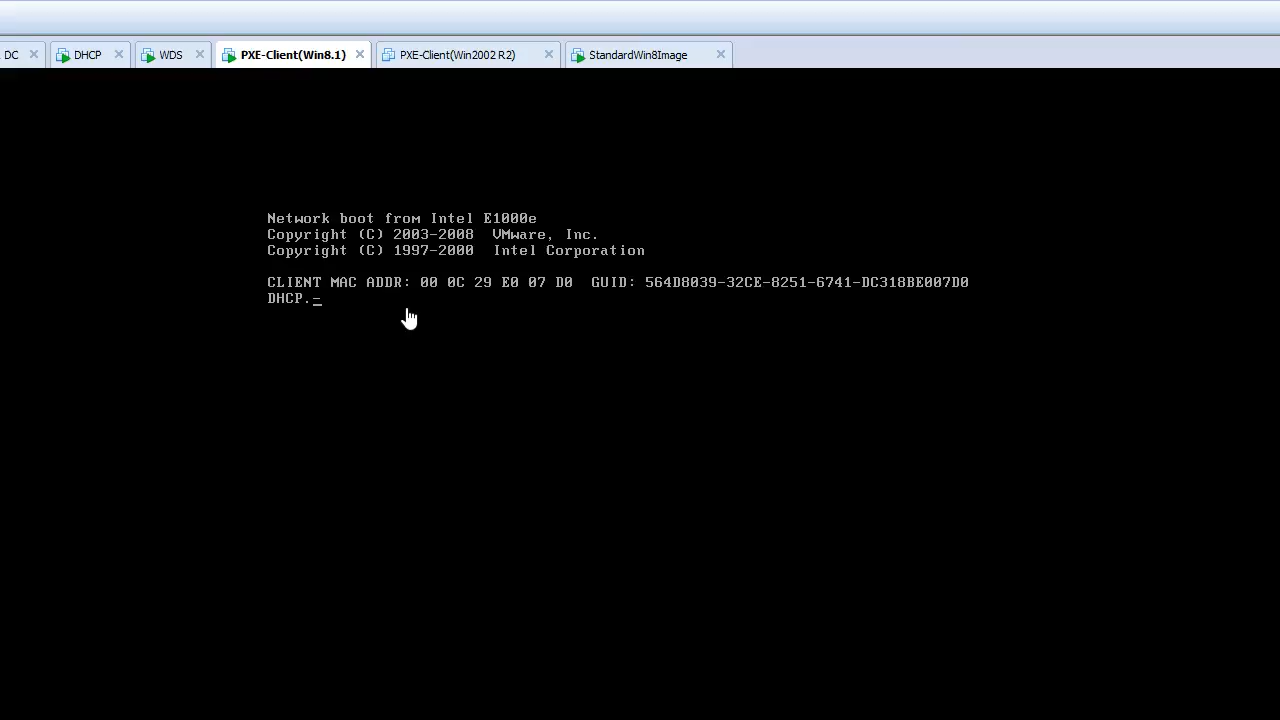 DC DHCP WDS PXE-Client(Win8.1) PXE-Client(Win2002 R2) StandardWin8Image
Network boot from Intel E1000e
Copyright (C) 2003-2008 VMware, Inc.
Copyright (C) 1997-2000 Intel Corporation
CLIENT MAC ADDR: 00 0C 29 E0 07 D0 GUID: 564D8039-32CE-8251-6741-DC318BE007D0
DHCP.-